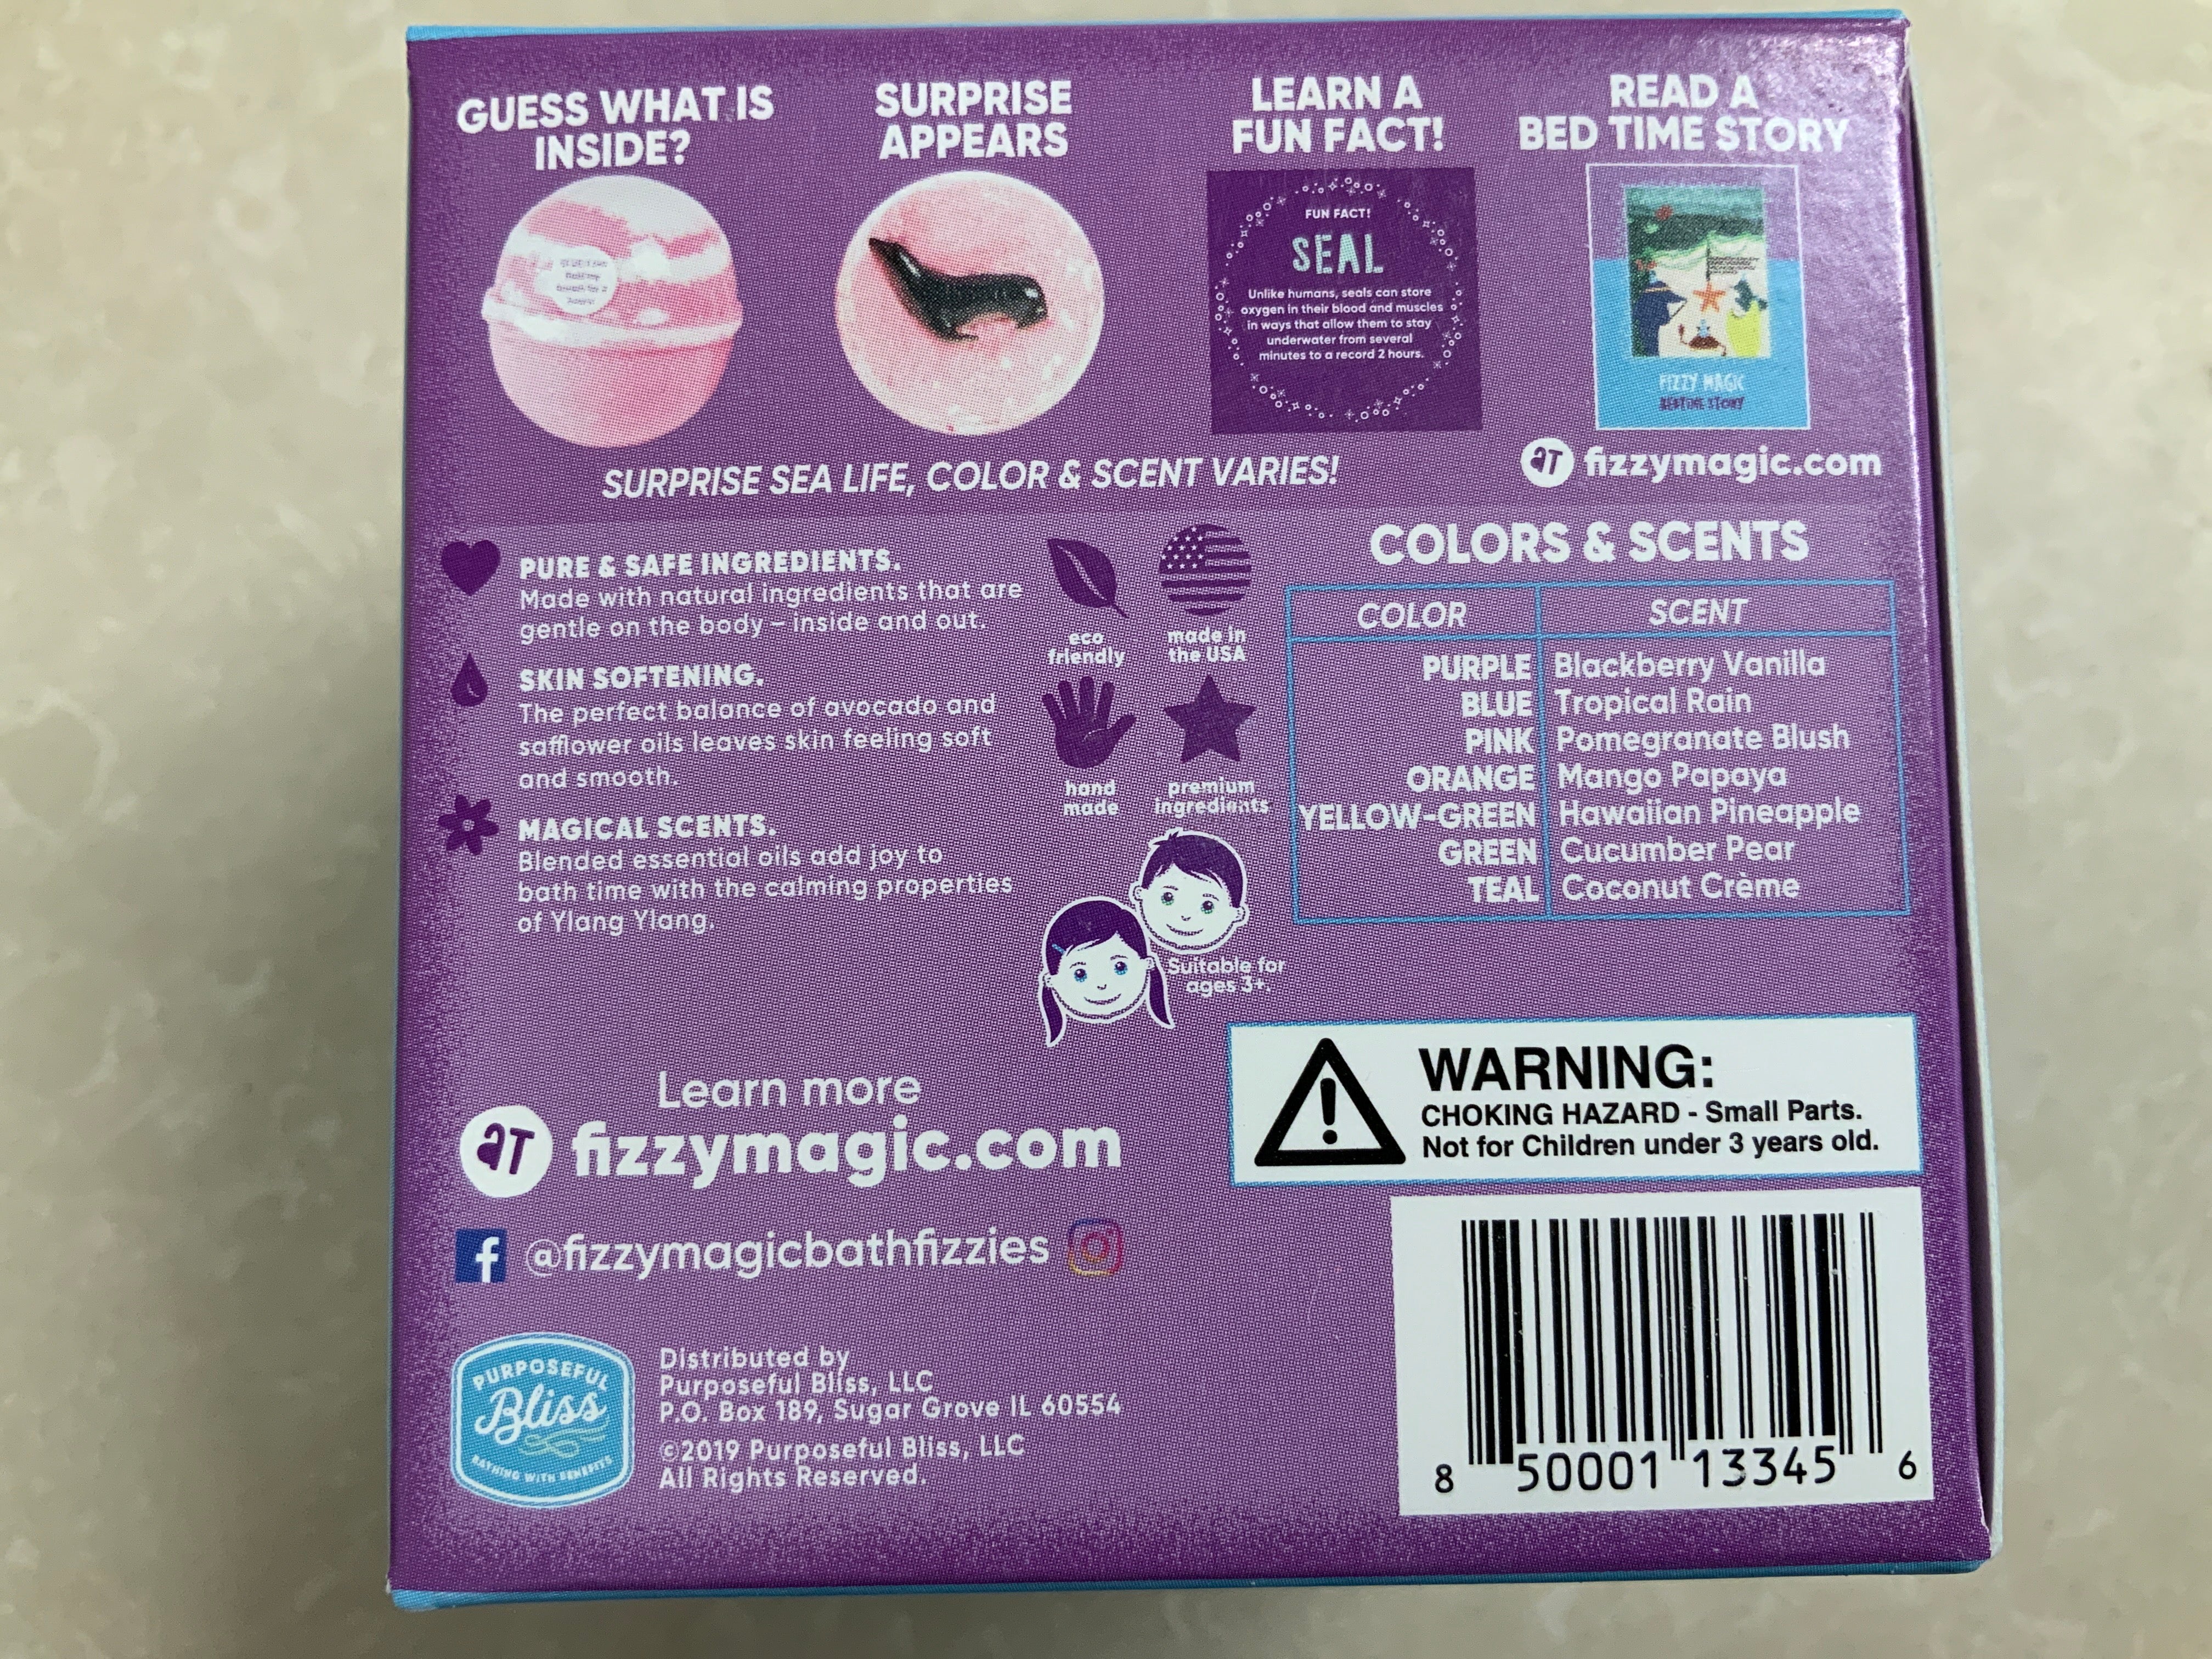 GUESS WHAT IS
INSIDE?
SURPRISE
APPEARS
LEARN A
FUN FACT!
FUN FACT!
SEAL
Unlike humans, seals can store
oxygen in their blood and muscles
in ways that allow them to stay
underwater from several
minutes to a record 2 hours.
READ A
BED TIME STORY
FIZZY MAGIC
BEDTIME STORY
fizzymagic.com
SURPRISE SEA LIFE, COLOR & SCENT VARIES!
PURE & SAFE INGREDIENTS.
Made with natural ingredients that are
gentle on the body – inside and out.
SKIN SOFTENING.
The perfect balance of avocado and
safflower oils leaves skin feeling soft
and smooth.
MAGICAL SCENTS.
Blended essential oils add joy to
bath time with the calming properties
of Ylang Ylang.
eco
friendly
made in
the USA
hand
made
premium
ingredients
Suitable for
ages 3+.
COLORS & SCENTS
COLOR SCENT
PURPLE Blackberry Vanilla
BLUE Tropical Rain
PINK Pomegranate Blush
ORANGE Mango Papaya
YELLOW-GREEN Hawaiian Pineapple
GREEN Cucumber Pear
TEAL Coconut Crème
WARNING:
CHOKING HAZARD - Small Parts.
Not for Children under 3 years old.
Learn more
fizzymagic.com
@fizzymagicbathfizzies
PURPOSEFUL
Bliss
BATHING WITH BENEFITS
Distributed by
Purposeful Bliss, LLC
P.O. Box 189, Sugar Grove IL 60554
©2019 Purposeful Bliss, LLC
All Rights Reserved.
8 50001 13345 6